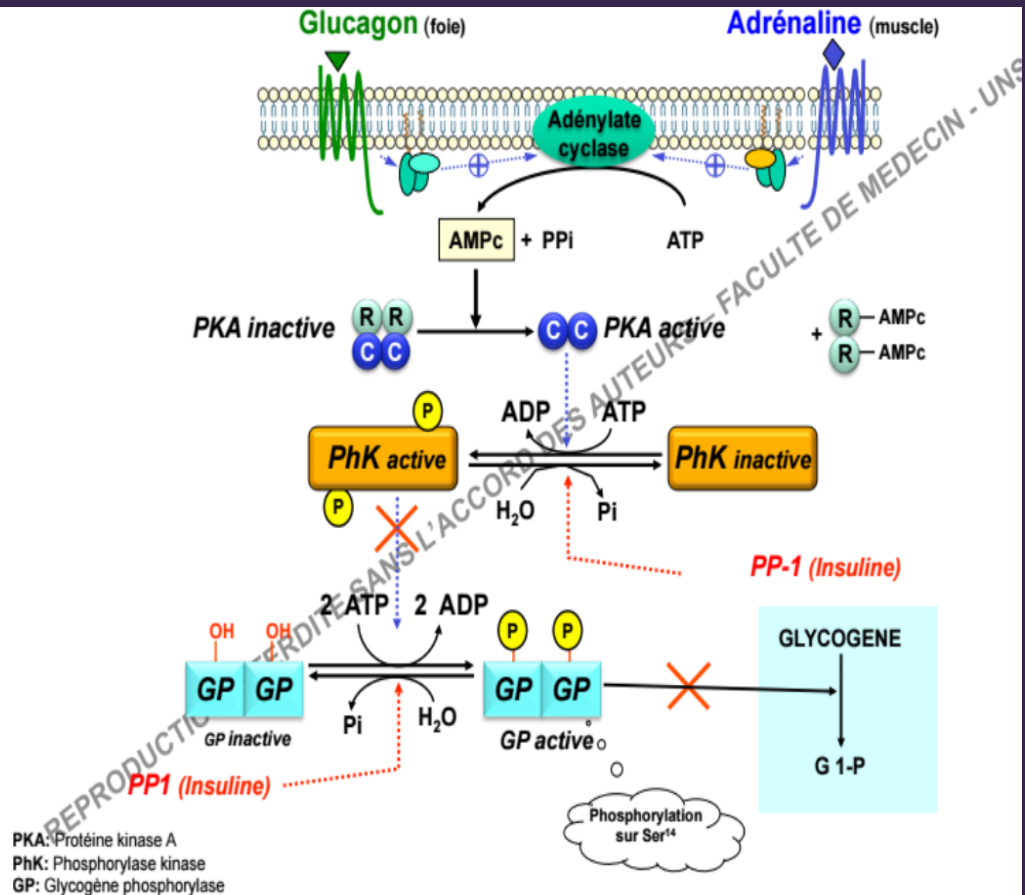 Glucagon (foie)
Adrénaline (muscle)
Adénylate
cyclase
AMPc + PPi
ATP
PKA inactive
R R
C C
C C
PKA active
+
R AMPc
R AMPc
P
ADP ATP
PhK active
PhK inactive
P
H2O Pi
PP-1 (Insuline)
2 ATP 2 ADP
OH OH
P P
GLYCOGENE
GP GP
GP GP
GP inactive
Pi H2O
GP active
G 1-P
PP1 (Insuline)
Phosphorylation
sur Ser14
PKA: Protéine kinase A
PhK: Phosphorylase kinase
GP: Glycogène phosphorylase
REPRODUCTION SANS L'ACCORD DES AUTEURS – FACULTE DE MEDECIN - UNS